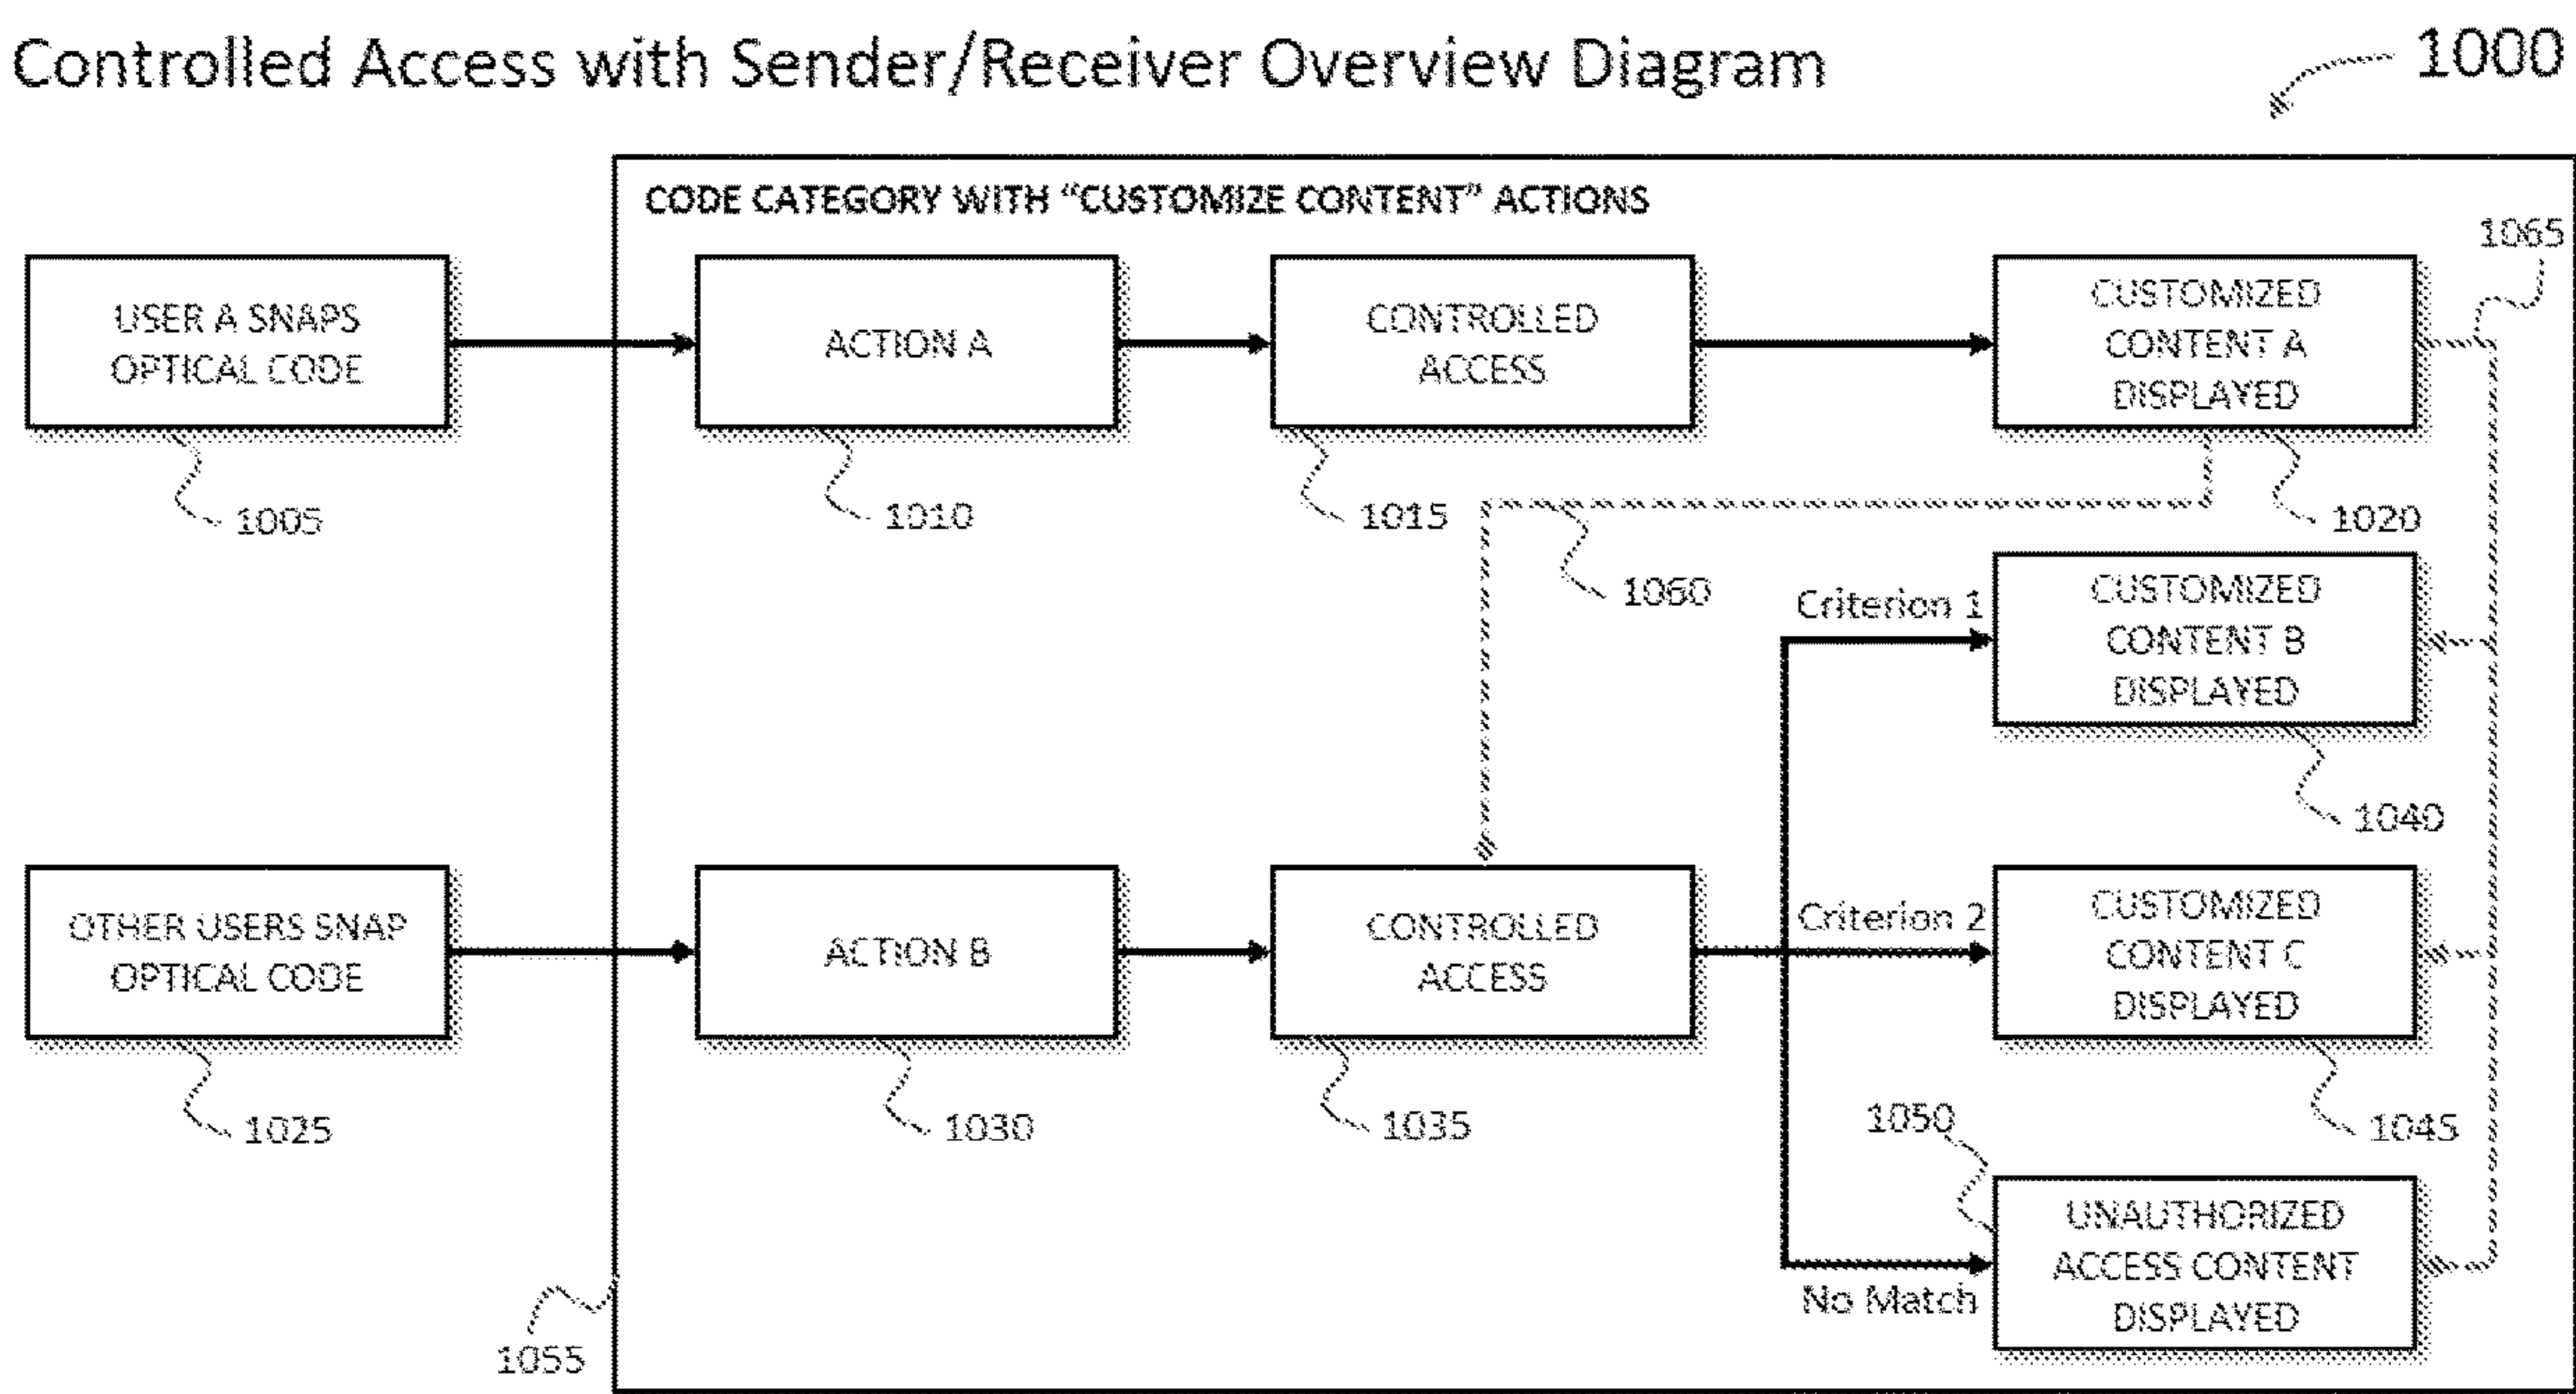 Controlled Access with Sender/Receiver Overview Diagram
1000
CODE CATEGORY WITH “CUSTOMIZE CONTENT” ACTIONS
1065
USER A SNAPS
OPTICAL CODE
ACTION A
CONTROLLED
ACCESS
CUSTOMIZED
CONTENT A
DISPLAYED
1005
1010
1015
1020
1060
Criterion 1
CUSTOMIZED
CONTENT B
DISPLAYED
1040
OTHER USERS SNAP
OPTICAL CODE
ACTION B
CONTROLLED
ACCESS
Criterion 2
CUSTOMIZED
CONTENT C
DISPLAYED
1025
1030
1035
1045
1050
No Match
UNAUTHORIZED
ACCESS CONTENT
DISPLAYED
1055